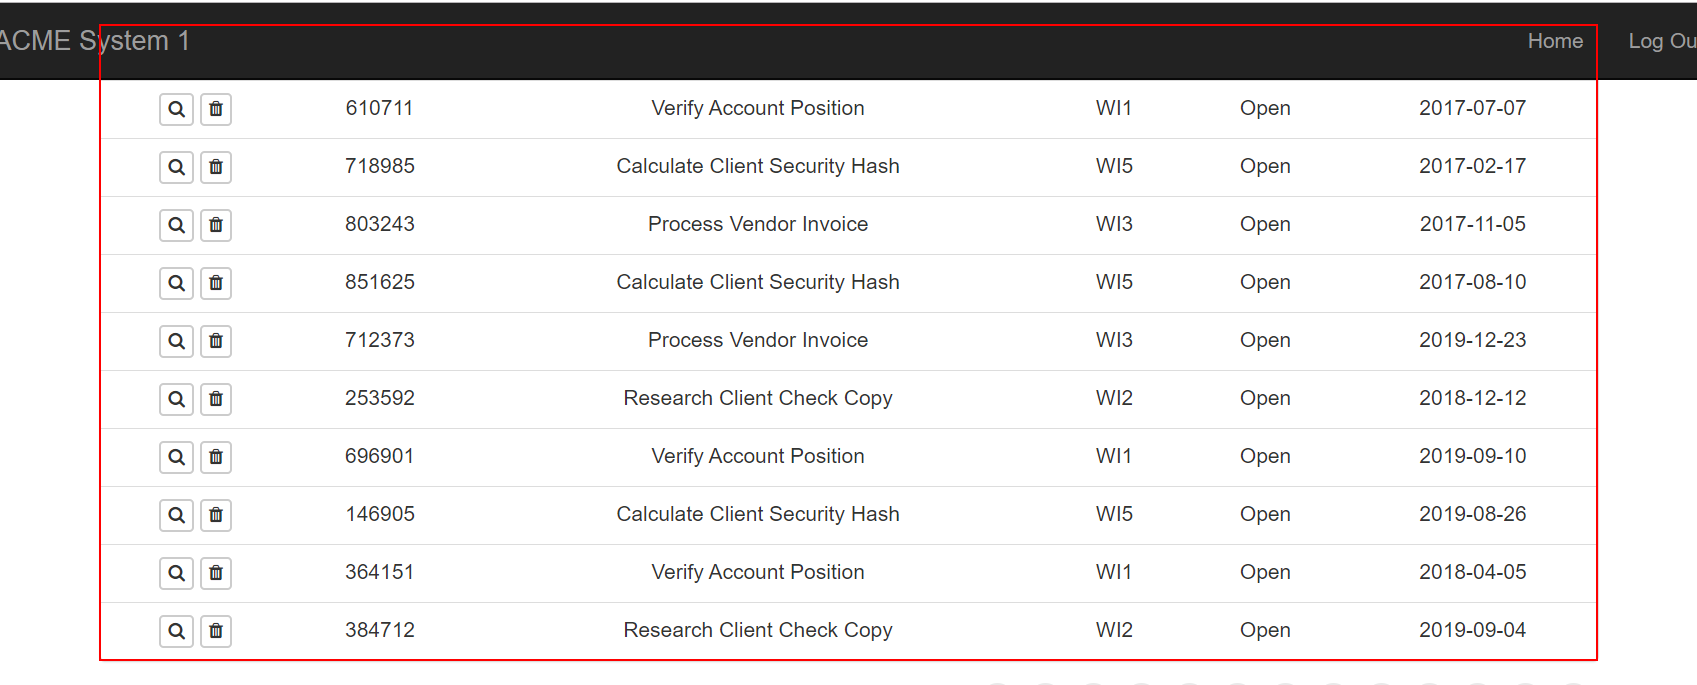 ACME System 1 Home Log Ou
610711 Verify Account Position WI1 Open 2017-07-07
718985 Calculate Client Security Hash WI5 Open 2017-02-17
803243 Process Vendor Invoice WI3 Open 2017-11-05
851625 Calculate Client Security Hash WI5 Open 2017-08-10
712373 Process Vendor Invoice WI3 Open 2019-12-23
253592 Research Client Check Copy WI2 Open 2018-12-12
696901 Verify Account Position WI1 Open 2019-09-10
146905 Calculate Client Security Hash WI5 Open 2019-08-26
364151 Verify Account Position WI1 Open 2018-04-05
384712 Research Client Check Copy WI2 Open 2019-09-04